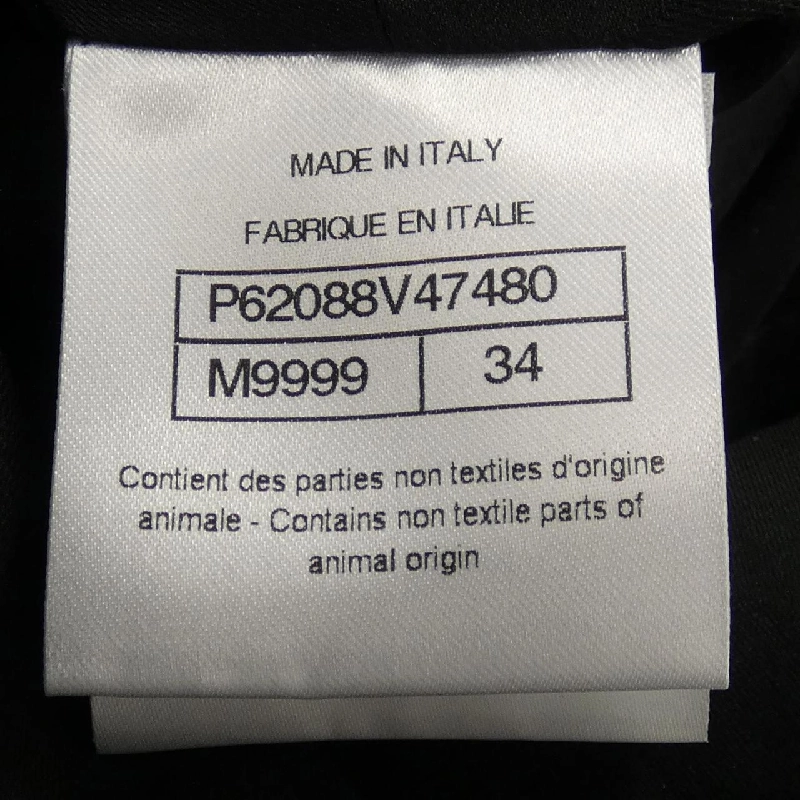 MADE IN ITALY
FABRIQUE EN ITALIE
P62088V47480
M9999 34
Contient des parties non textiles d'origine
animale - Contains non textile parts of
animal origin